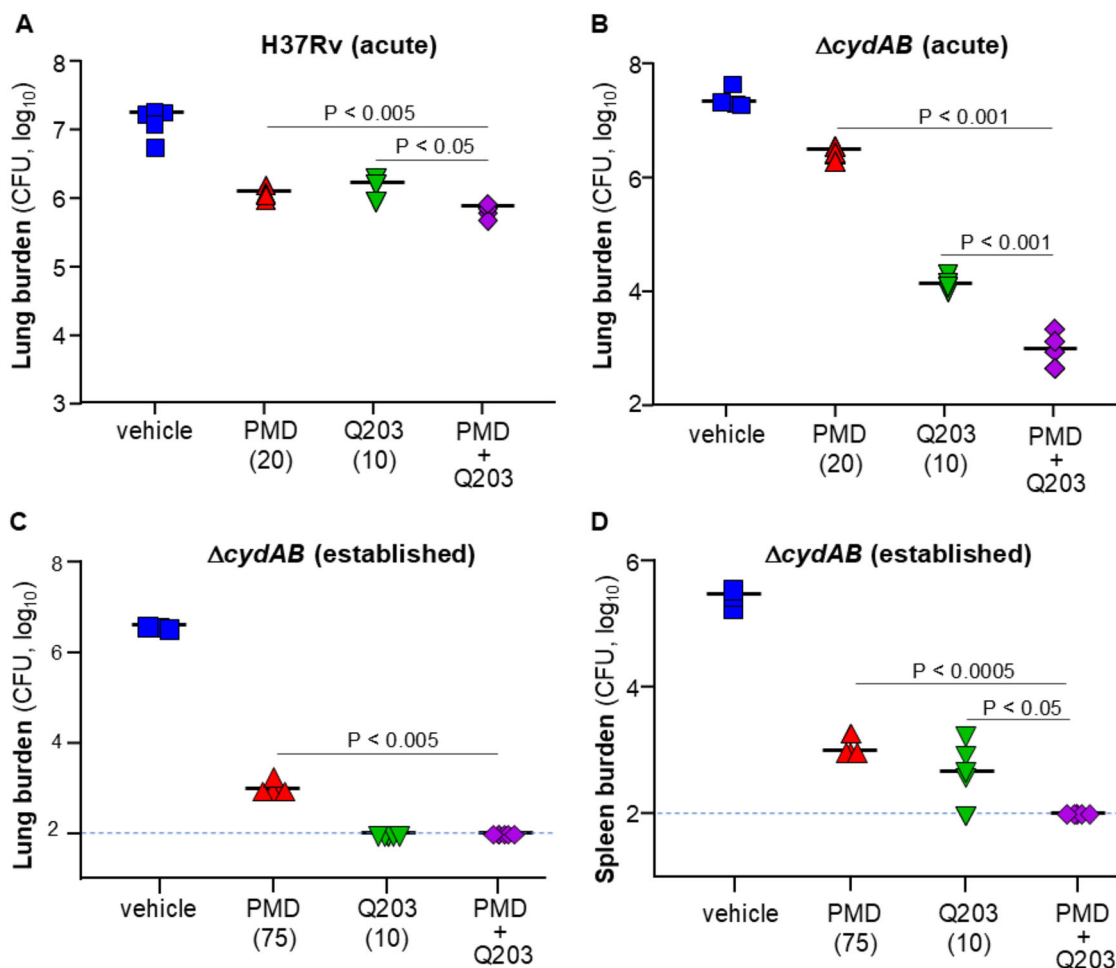 A
H37Rv (acute)
Lung burden (CFU, log10)
8
7
6
5
4
3
P < 0.005
P < 0.05
vehicle
PMD
(20)
Q203
(10)
PMD
+
Q203
B
ΔcydAB (acute)
Lung burden (CFU, log10)
8
6
4
2
P < 0.001
P < 0.001
vehicle
PMD
(20)
Q203
(10)
PMD
+
Q203
C
ΔcydAB (established)
Lung burden (CFU, log10)
8
6
4
2
P < 0.005
vehicle
PMD
(75)
Q203
(10)
PMD
+
Q203
D
ΔcydAB (established)
Spleen burden (CFU, log10)
6
4
2
P < 0.0005
P < 0.05
vehicle
PMD
(75)
Q203
(10)
PMD
+
Q203